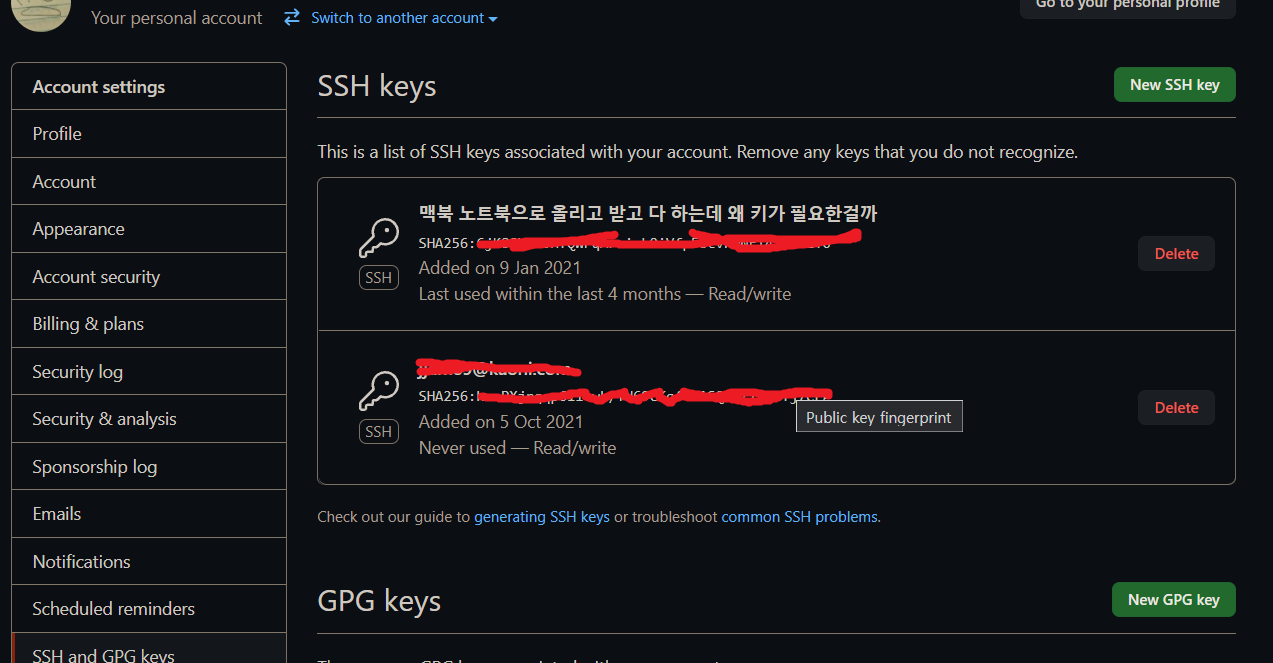 Your personal account
Switch to another account
Go to your personal profile
Account settings
Profile
Account
Appearance
Account security
Billing & plans
Security log
Security & analysis
Sponsorship log
Emails
Notifications
Scheduled reminders
SSH and GPG keys
SSH keys
New SSH key
This is a list of SSH keys associated with your account. Remove any keys that you do not recognize.
맥북 노트북으로 올리고 받고 다 하는데 왜 키가 필요한걸까
SHA256:
Added on 9 Jan 2021
Last used within the last 4 months — Read/write
SSH
Delete
SHA256:
Added on 5 Oct 2021
Never used — Read/write
SSH
Public key fingerprint
Delete
Check out our guide to generating SSH keys or troubleshoot common SSH problems.
GPG keys
New GPG key